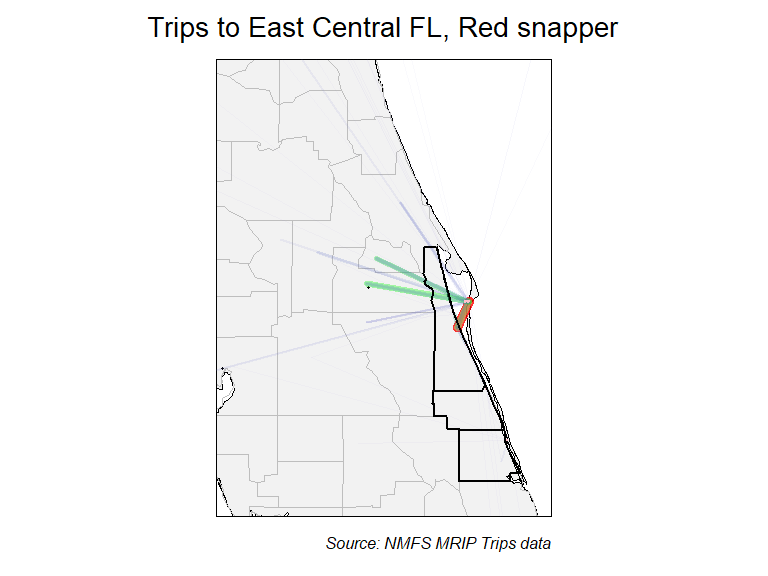 Trips to East Central FL, Red snapper
Source: NMFS MRIP Trips data